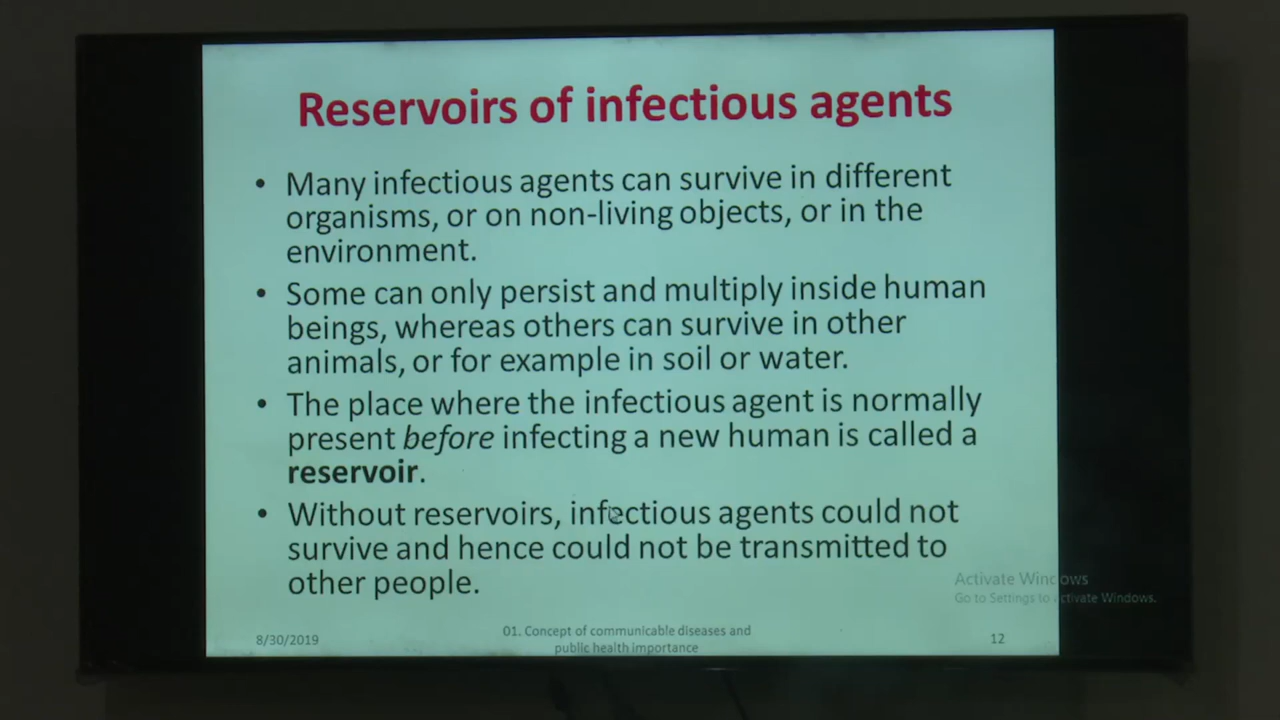 Reservoirs of infectious agents
• Many infectious agents can survive in different
organisms, or on non-living objects, or in the
environment.
• Some can only persist and multiply inside human
beings, whereas others can survive in other
animals, or for example in soil or water.
• The place where the infectious agent is normally
present before infecting a new human is called a
reservoir.
• Without reservoirs, infectious agents could not
survive and hence could not be transmitted to
other people.
Activate Windows
Go to Settings to activate Windows.
8/30/2019
01. Concept of communicable diseases and
public health importance
12